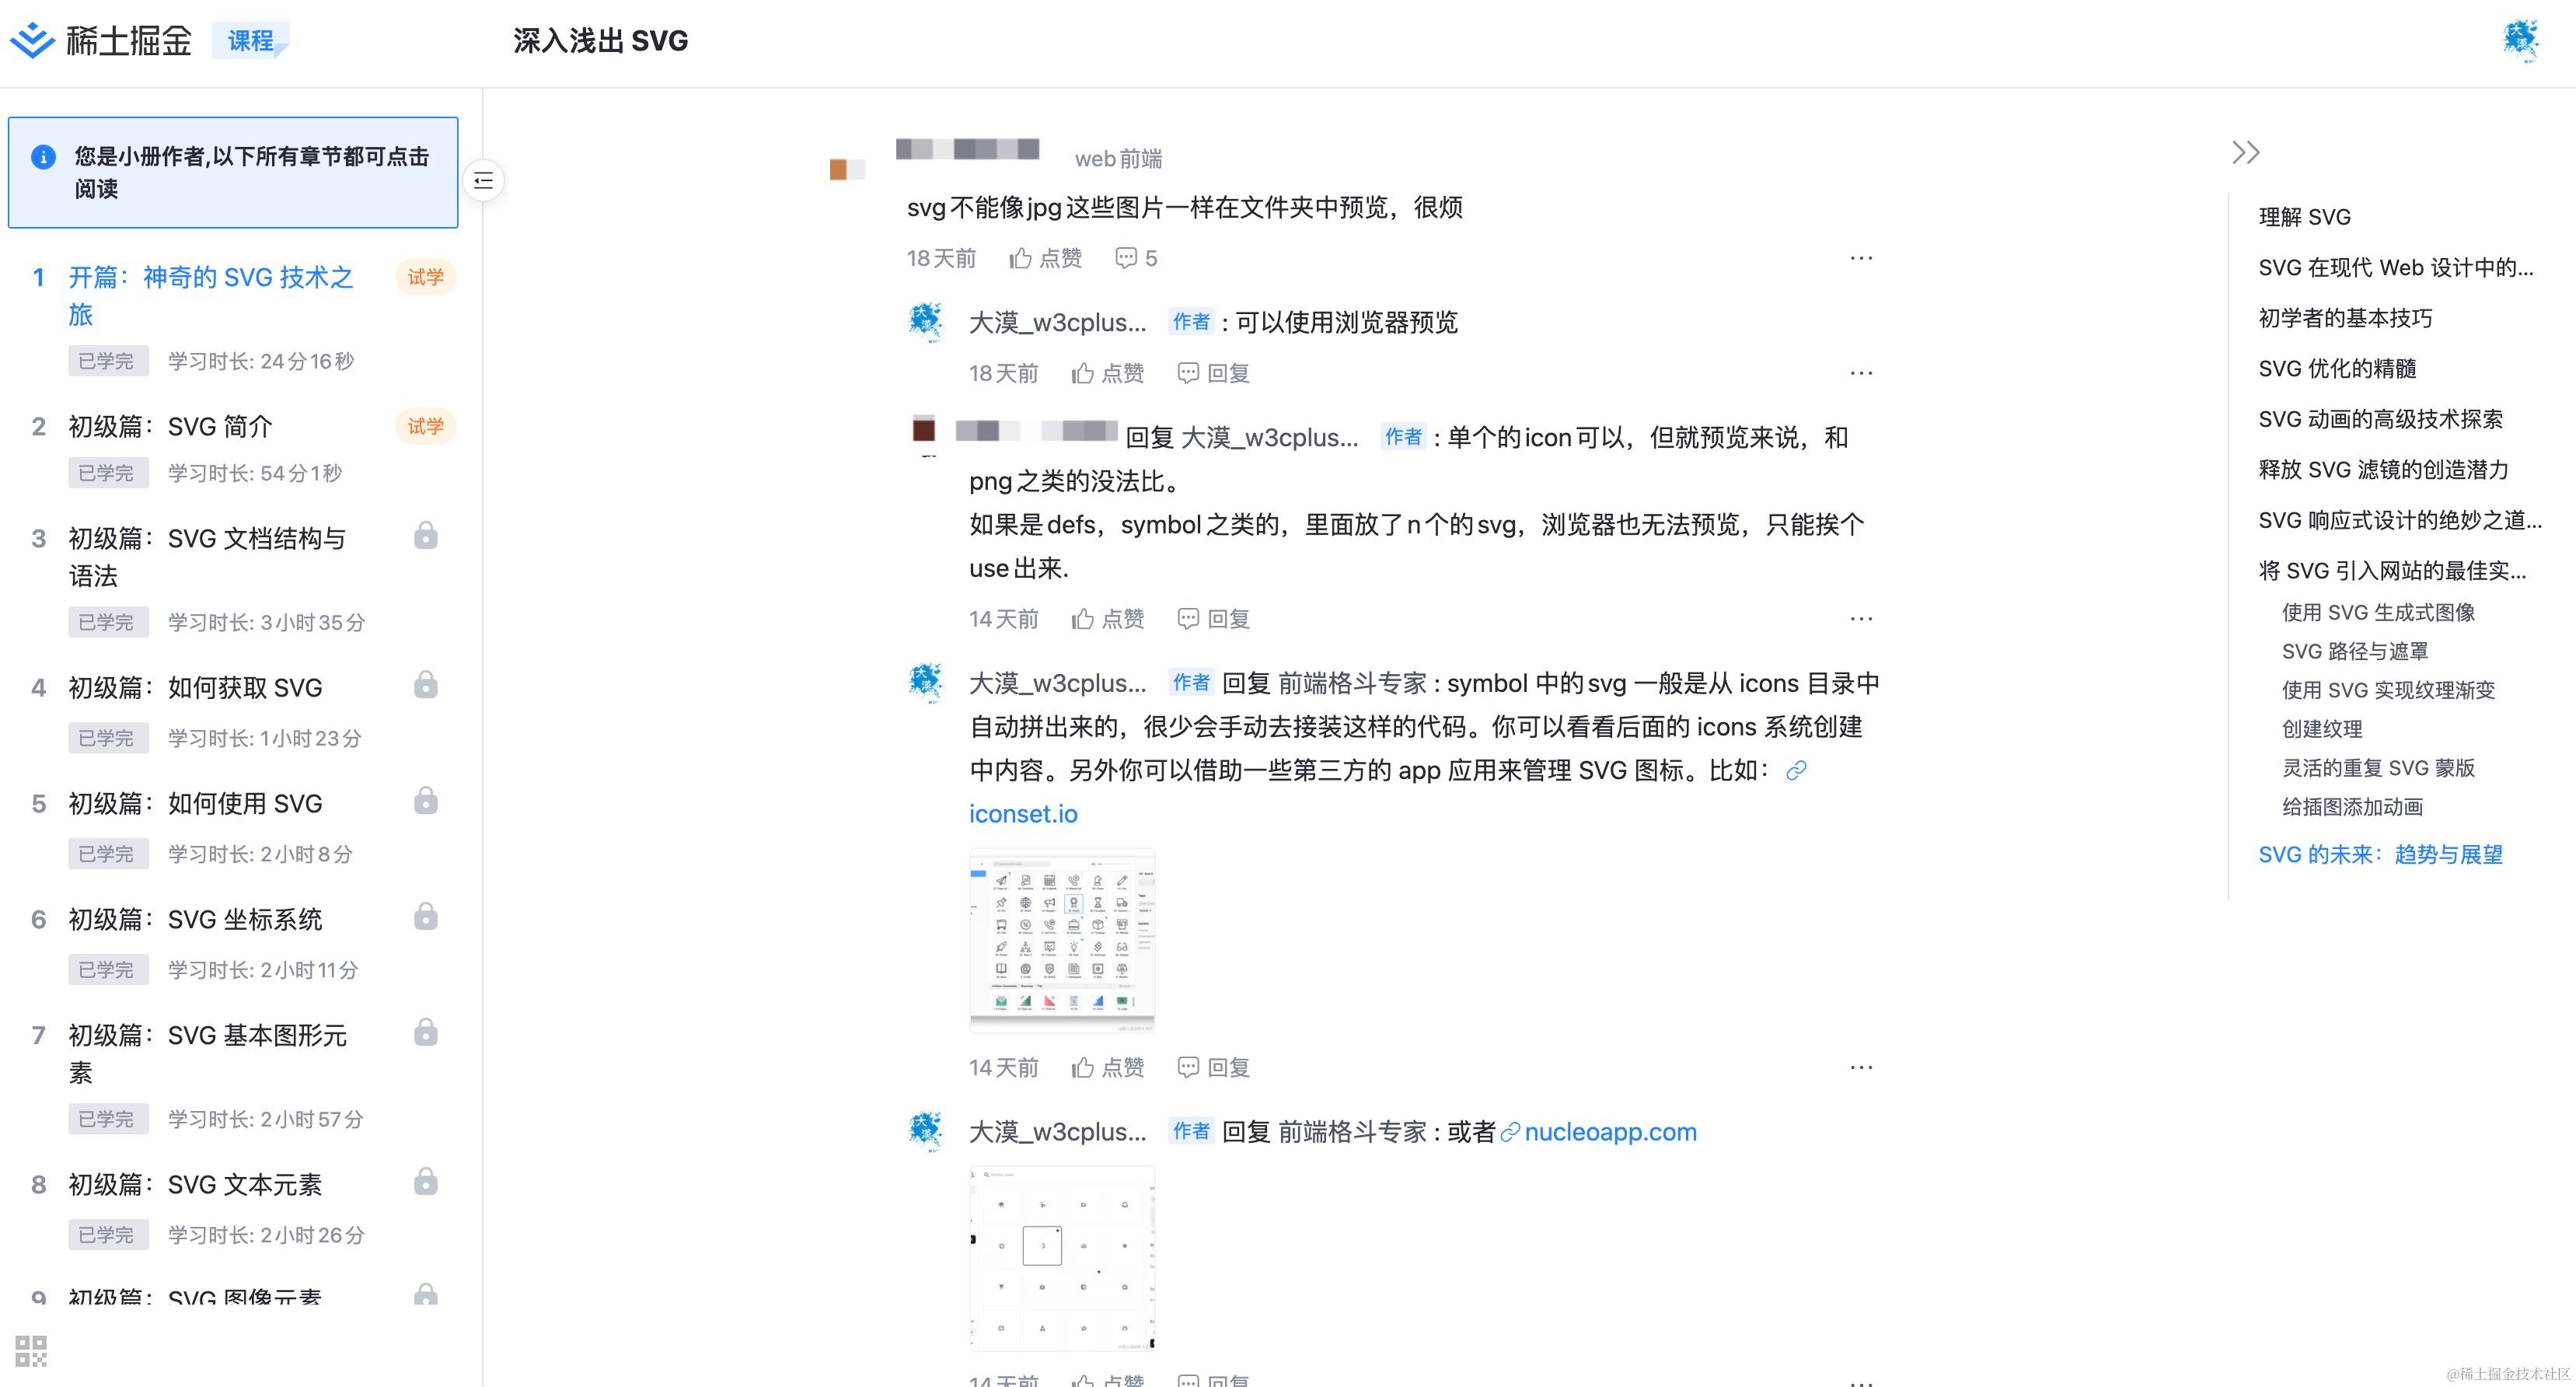 稀土掘金 课程
深入浅出 SVG
您是小册作者,以下所有章节都可点击
阅读
1 开篇：神奇的 SVG 技术之 试学
旅
已学完 学习时长: 24分16秒
2 初级篇：SVG 简介 试学
已学完 学习时长: 54分1秒
3 初级篇：SVG 文档结构与
语法
已学完 学习时长: 3小时35分
4 初级篇：如何获取 SVG
已学完 学习时长: 1小时23分
5 初级篇：如何使用 SVG
已学完 学习时长: 2小时8分
6 初级篇：SVG 坐标系统
已学完 学习时长: 2小时11分
7 初级篇：SVG 基本图形元
素
已学完 学习时长: 2小时57分
8 初级篇：SVG 文本元素
已学完 学习时长: 2小时26分
9 初级篇：SVG 图像元素
web前端
svg不能像jpg这些图片一样在文件夹中预览，很烦
18天前 点赞 5
大漠_w3cplus... 作者 : 可以使用浏览器预览
18天前 点赞 回复
回复 大漠_w3cplus... 作者 : 单个的icon可以，但就预览来说，和
png之类的没法比。
如果是defs，symbol之类的，里面放了n个的svg，浏览器也无法预览，只能挨个
use出来.
14天前 点赞 回复
大漠_w3cplus... 作者 回复 前端格斗专家 : symbol 中的svg 一般是从 icons 目录中
自动拼出来的，很少会手动去接装这样的代码。你可以看看后面的 icons 系统创建
中内容。另外你可以借助一些第三方的 app 应用来管理 SVG 图标。比如：
iconset.io
14天前 点赞 回复
大漠_w3cplus... 作者 回复 前端格斗专家 : 或者 nucleoapp.com
14天前 点赞 回复
理解 SVG
SVG 在现代 Web 设计中的...
初学者的基本技巧
SVG 优化的精髓
SVG 动画的高级技术探索
释放 SVG 滤镜的创造潜力
SVG 响应式设计的绝妙之道...
将 SVG 引入网站的最佳实...
使用 SVG 生成式图像
SVG 路径与遮罩
使用 SVG 实现纹理渐变
创建纹理
灵活的重复 SVG 蒙版
给插图添加动画
SVG 的未来：趋势与展望
@稀土掘金技术社区